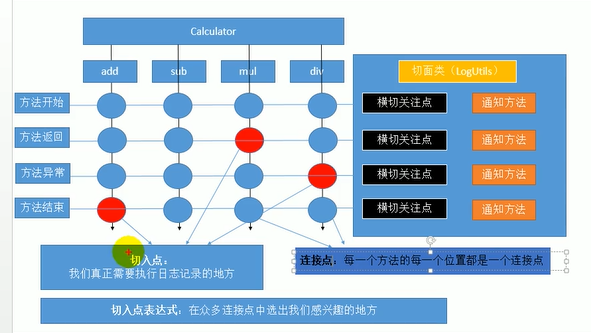 Calculator
切面类（LogUtils）
add
sub
mul
div
方法开始
横切关注点
通知方法
方法返回
横切关注点
通知方法
方法异常
横切关注点
通知方法
方法结束
横切关注点
通知方法
切入点：
我们真正需要执行日志记录的地方
连接点：每一个方法的每一个位置都是一个连接点
切入点表达式：在众多连接点中选出我们感兴趣的地方